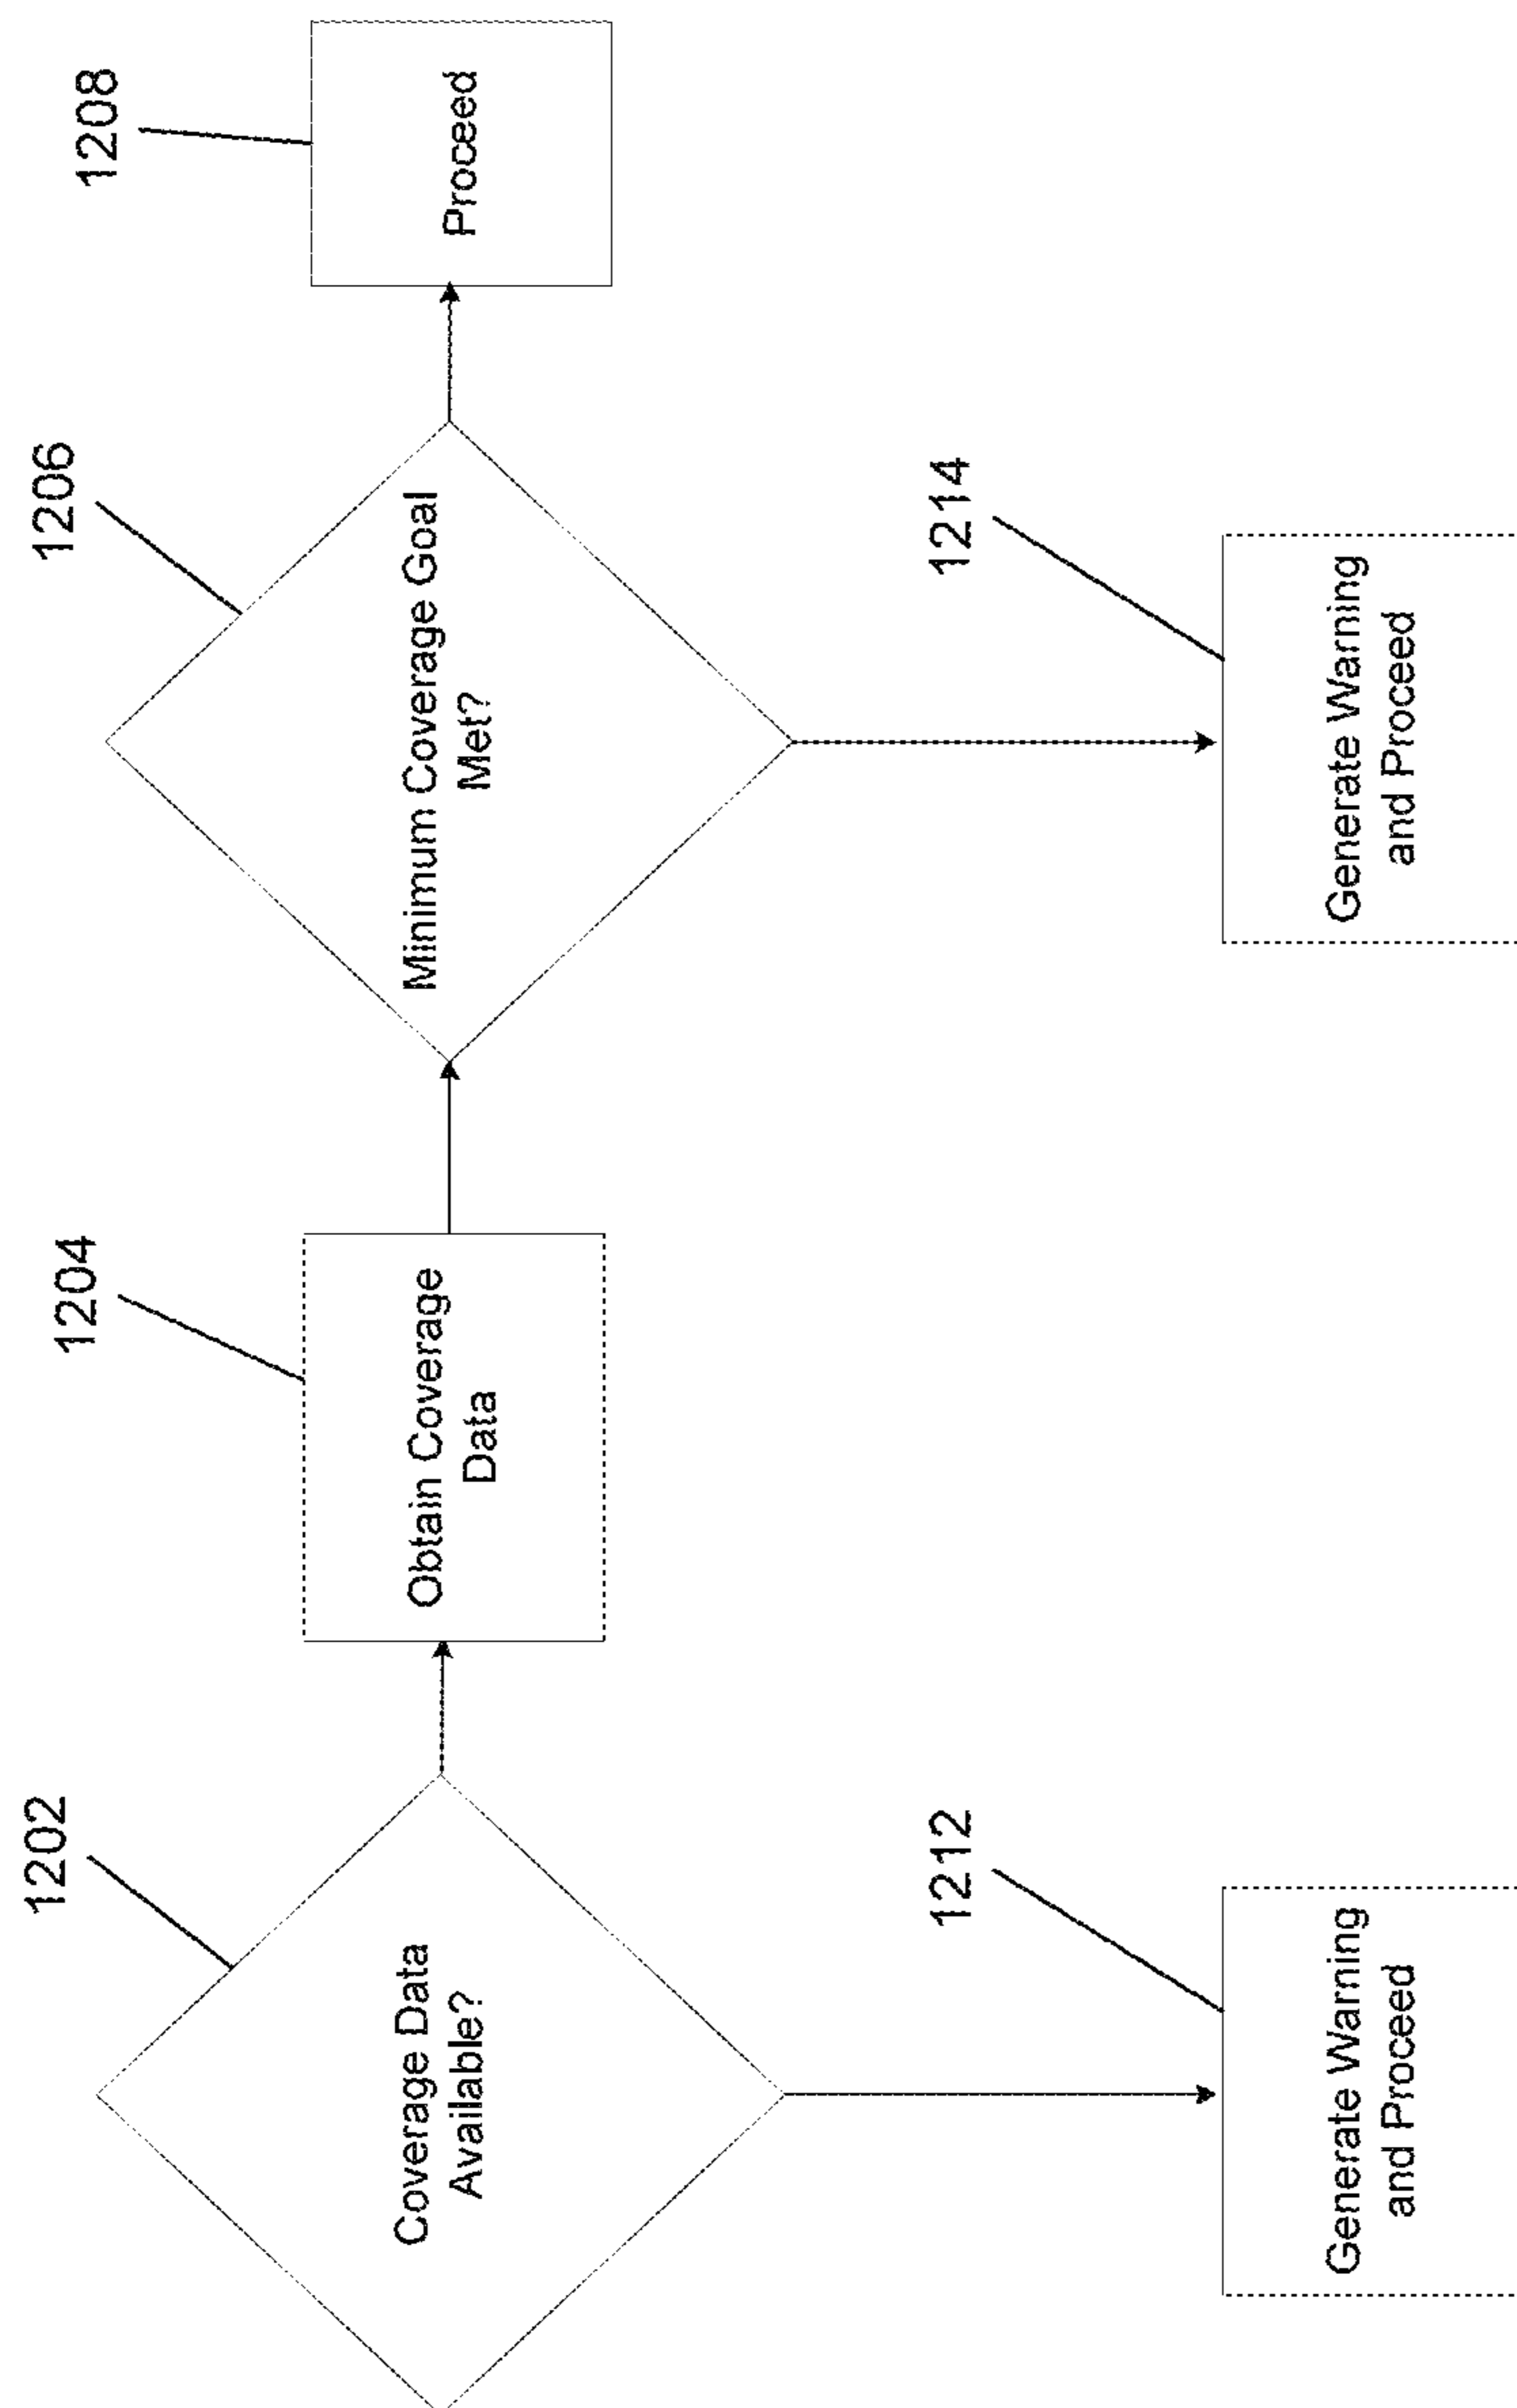 1202
Coverage Data
Available?
1204
Obtain Coverage
Data
1206
Minimum Coverage Goal
Met?
1208
Proceed
1212
Generate Warning
and Proceed
1214
Generate Warning
and Proceed